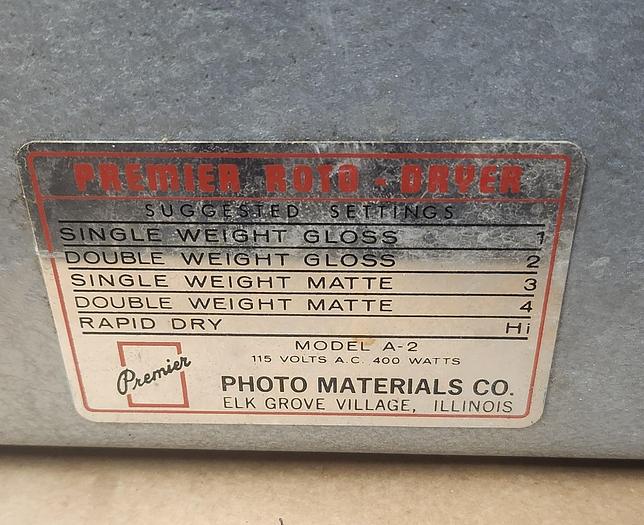 PREMIER ROTO-DRYER
SUGGESTED SETTINGS
SINGLE WEIGHT GLOSS 1
DOUBLE WEIGHT GLOSS 2
SINGLE WEIGHT MATTE 3
DOUBLE WEIGHT MATTE 4
RAPID DRY Hi
MODEL A-2
115 VOLTS A.C. 400 WATTS
Premier
PHOTO MATERIALS CO.
ELK GROVE VILLAGE, ILLINOIS